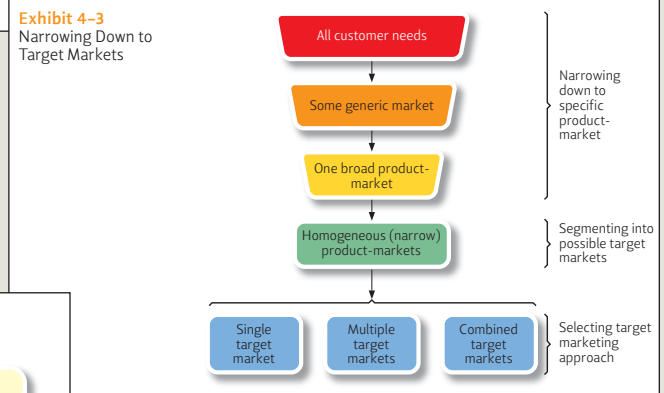 Exhibit 4–3
Narrowing Down to
Target Markets
All customer needs
Some generic market
One broad product-
market
Narrowing
down to
specific
product-
market
Homogeneous (narrow)
product-markets
Segmenting into
possible target
markets
Single
target
market
Multiple
target
markets
Combined
target
markets
Selecting target
marketing
approach